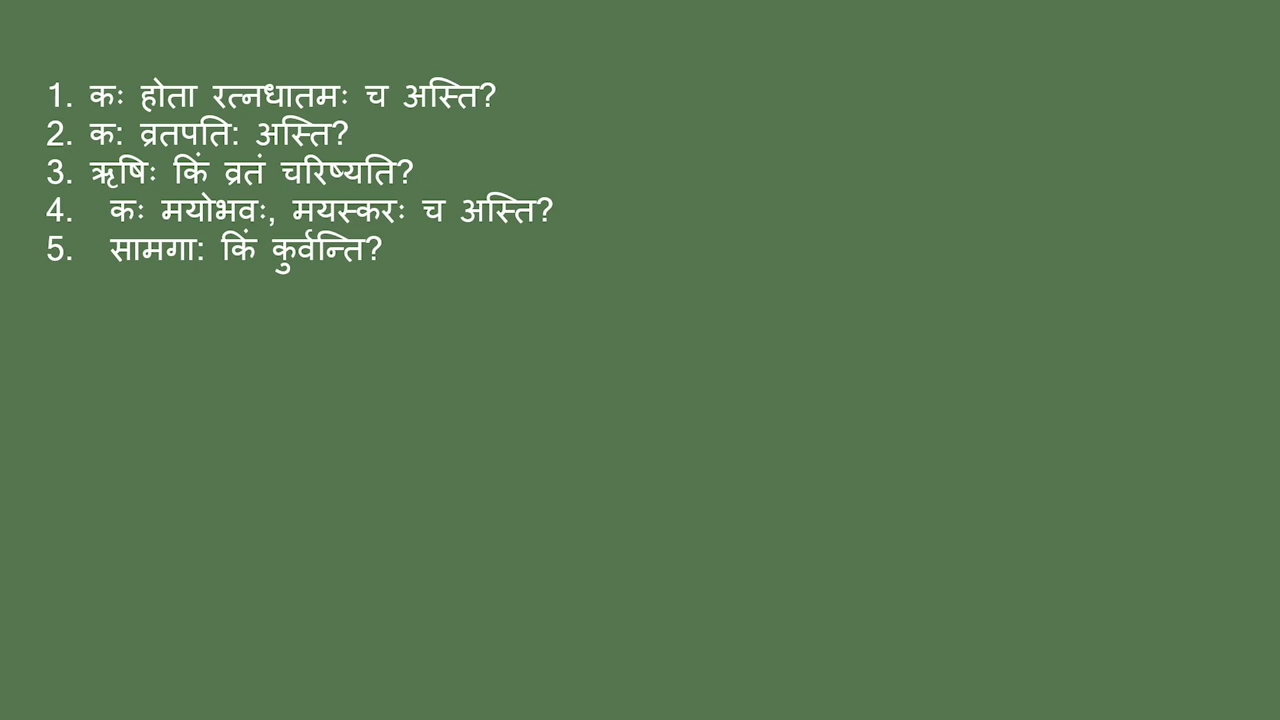 1. कः होता रत्नधातमः च अस्ति?
2. क: व्रतपति: अस्ति?
3. ऋषिः किं व्रतं चरिष्यति?
4. कः मयोभवः, मयस्करः च अस्ति?
5. सामगा: किं कुर्वन्ति?